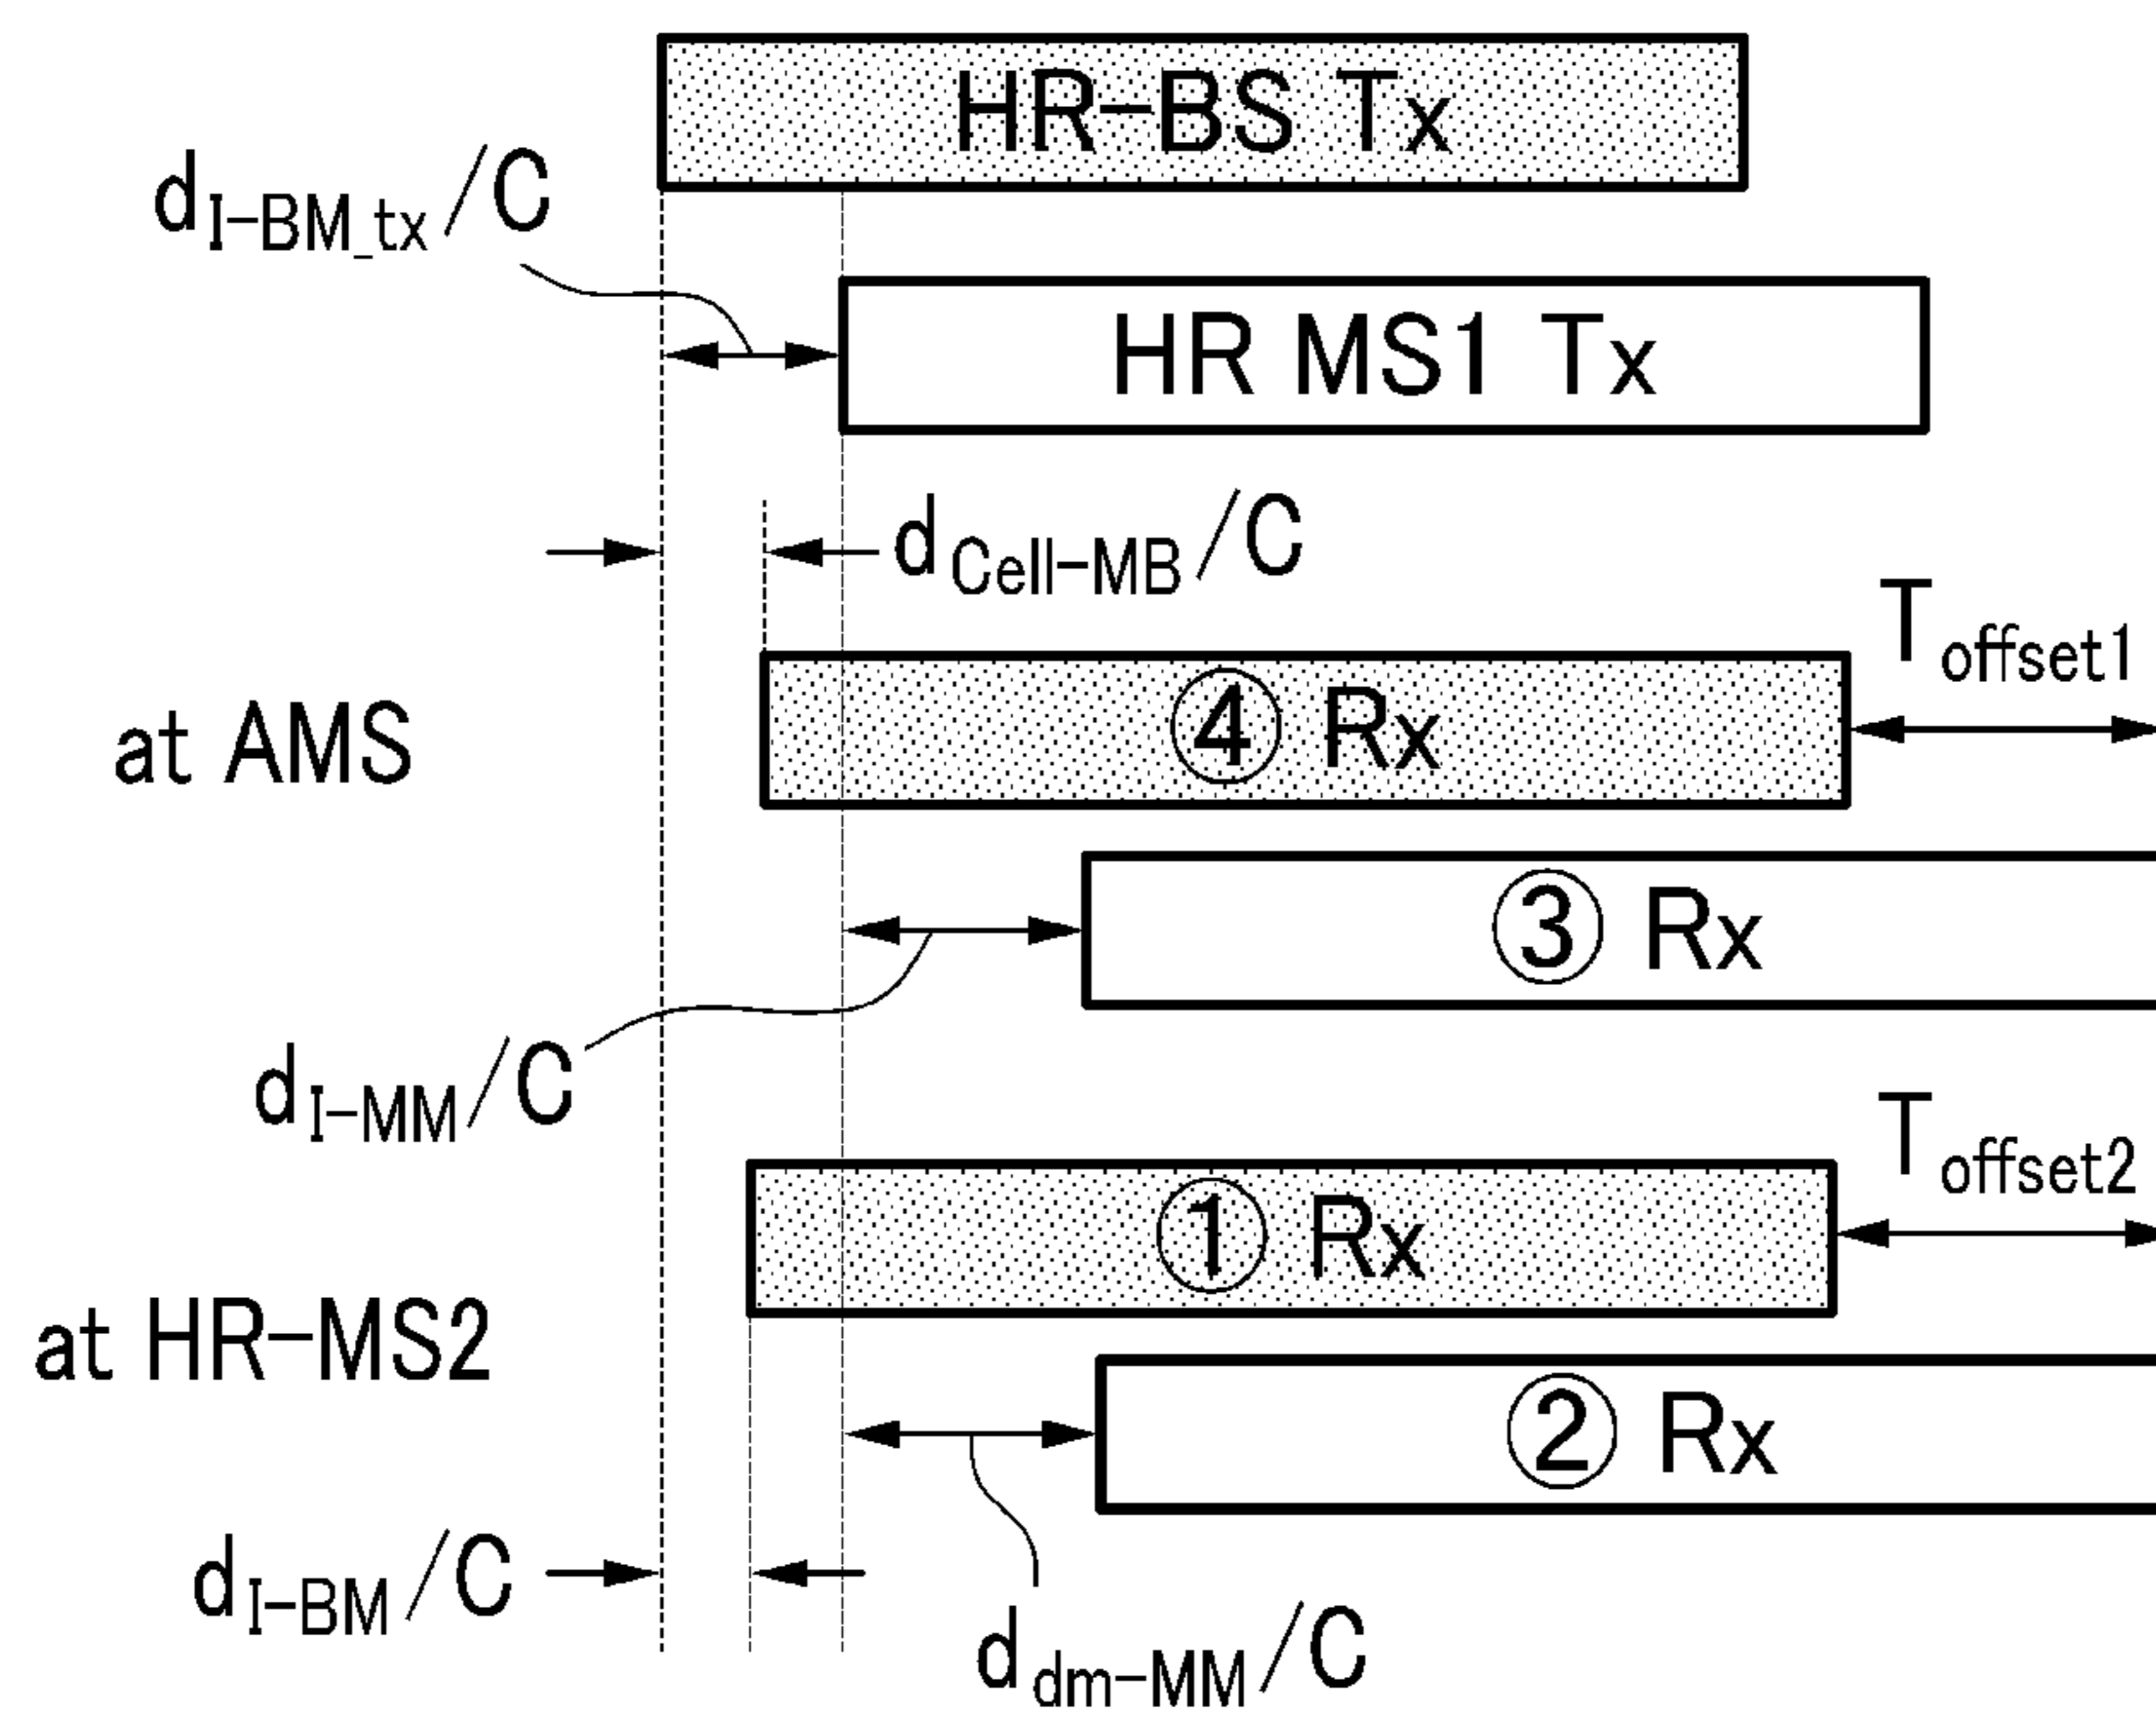 HR-BS Tx
dI-BM_tx/C
HR MS1 Tx
dCell-MB/C
Toffset1
at AMS
④ Rx
③ Rx
dI-MM/C
Toffset2
① Rx
at HR-MS2
② Rx
dI-BM/C
ddm-MM/C